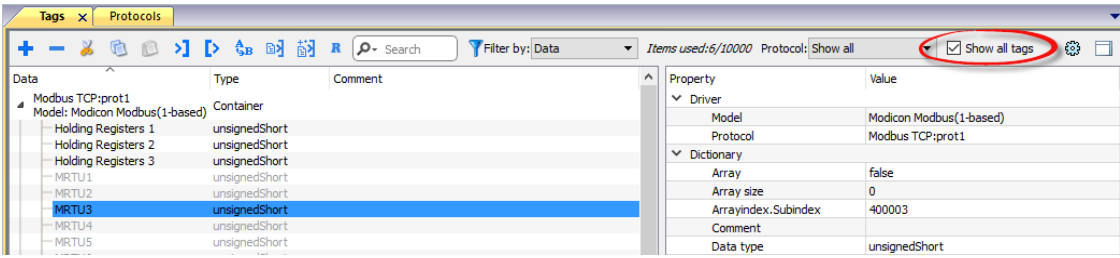 Tags x Protocols
R Search Filter by: Data Items used:6/10000 Protocol: Show all Show all tags
Data Type Comment Property Value
Modbus TCP:prot1
Model: Modicon Modbus(1-based) Container
Holding Registers 1 unsignedShort
Holding Registers 2 unsignedShort
Holding Registers 3 unsignedShort
MRTU1 unsignedShort
MRTU2 unsignedShort
MRTU3 unsignedShort
MRTU4 unsignedShort
MRTU5 unsignedShort
Driver
Model Modicon Modbus(1-based)
Protocol Modbus TCP:prot1
Dictionary
Array false
Array size 0
Arrayindex.Subindex 400003
Comment
Data type unsignedShort